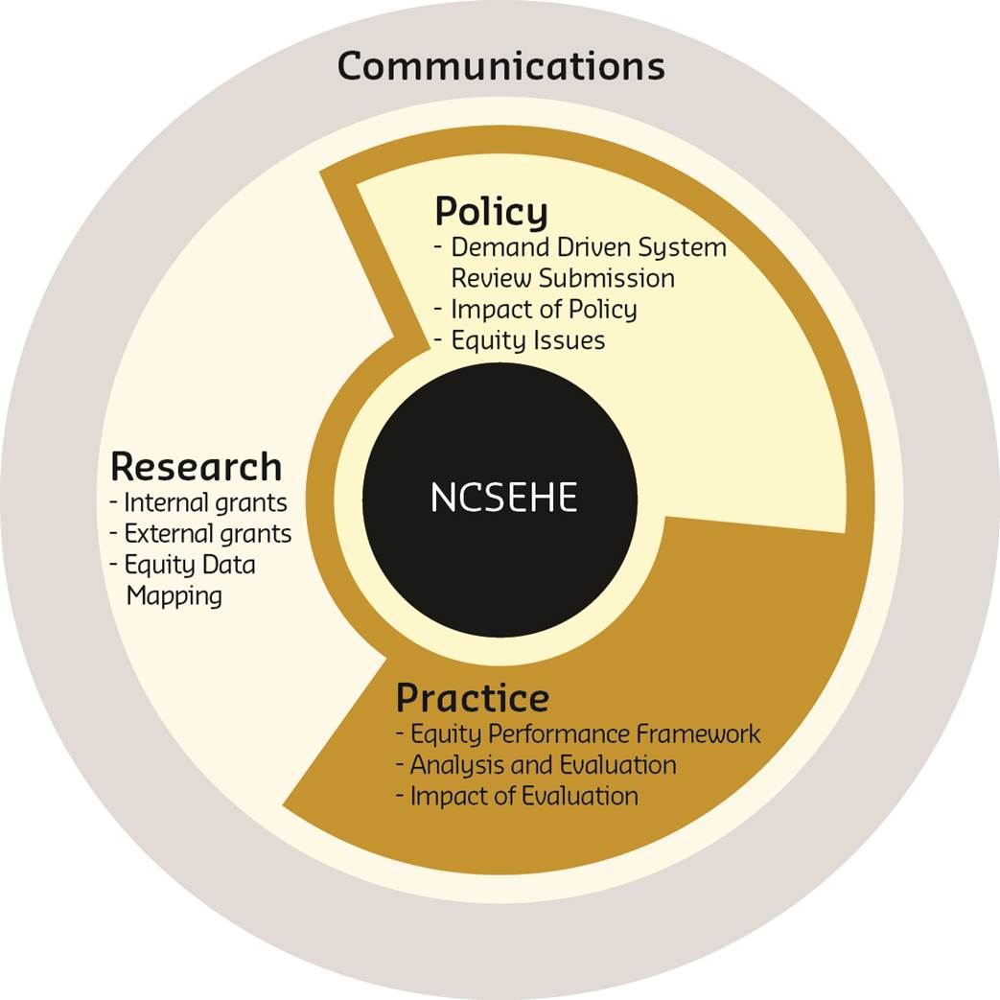 Communications
Policy
- Demand Driven System
Review Submission
- Impact of Policy
- Equity Issues
Research
- Internal grants
- External grants
- Equity Data
Mapping
NCSEHE
Practice
- Equity Performance Framework
- Analysis and Evaluation
- Impact of Evaluation